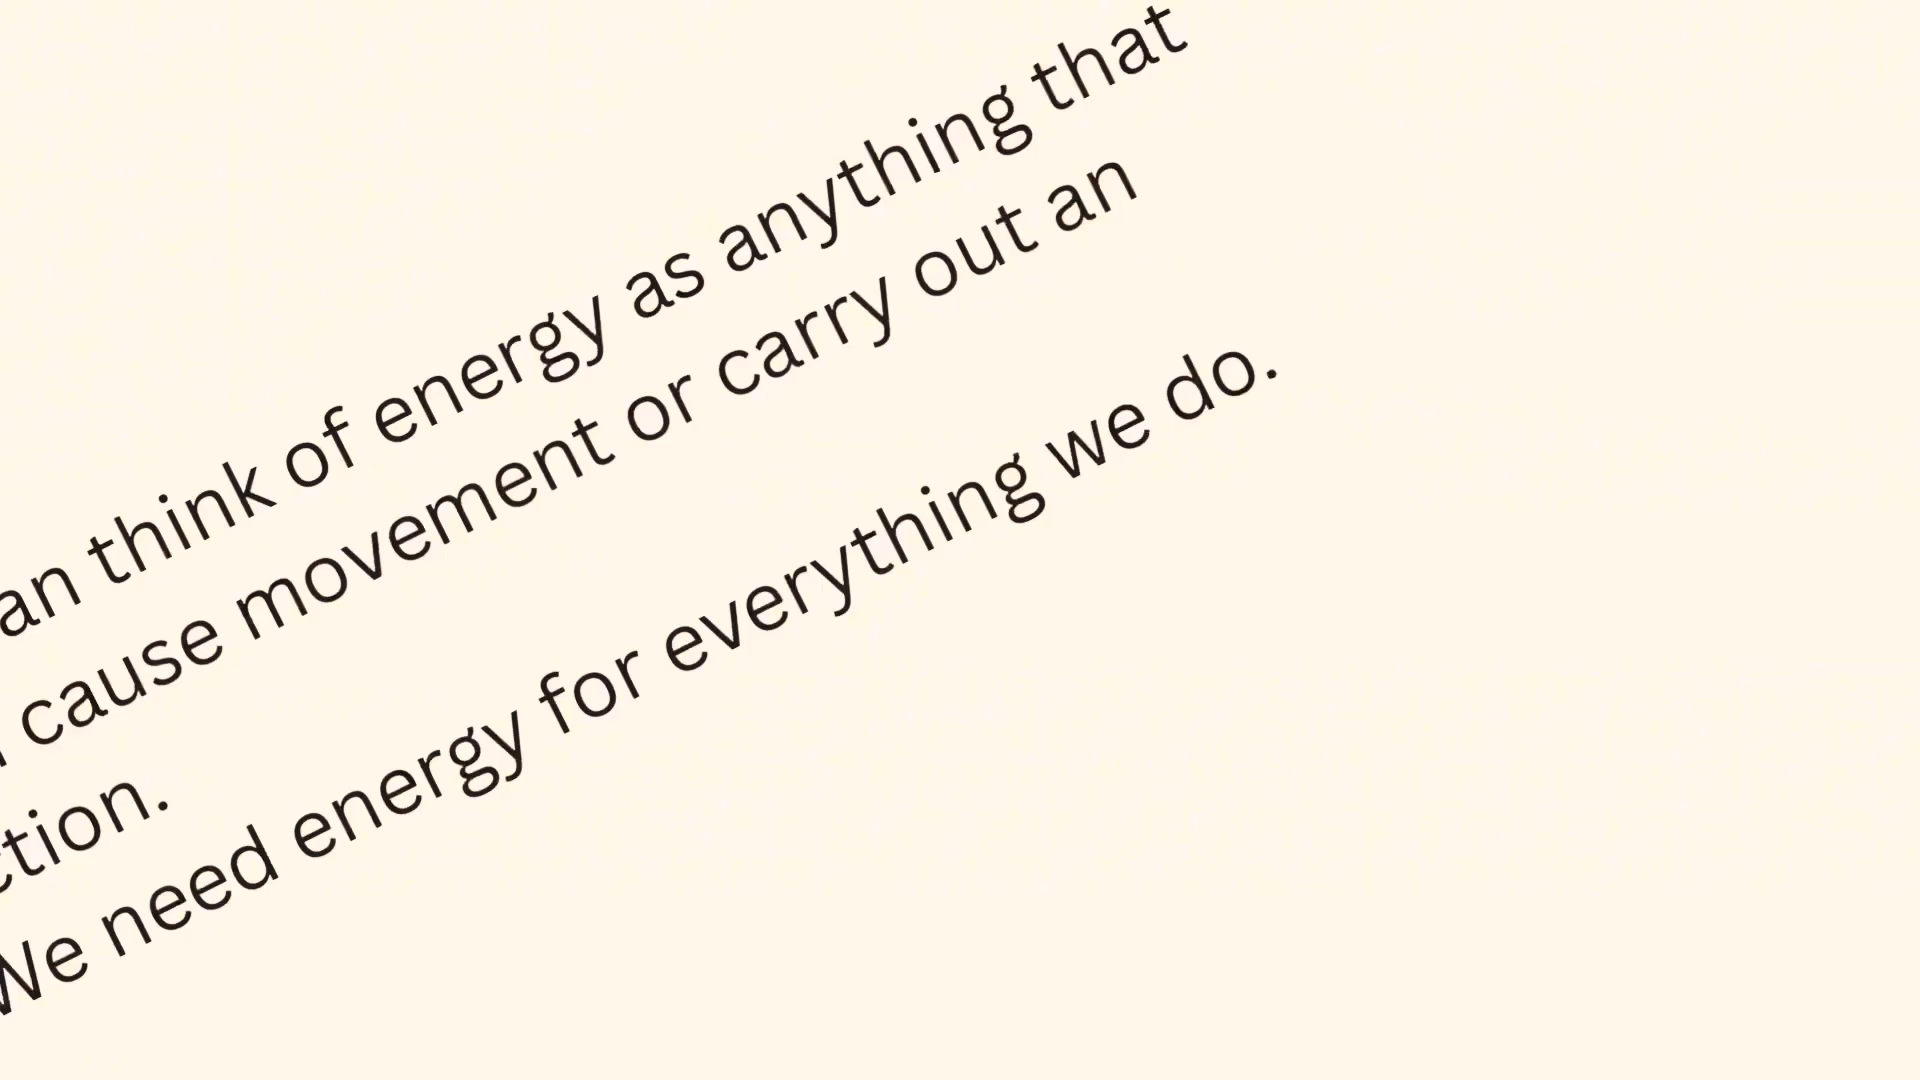 an think of energy as anything that
cause movement or carry out an
ction.
We need energy for everything we do.